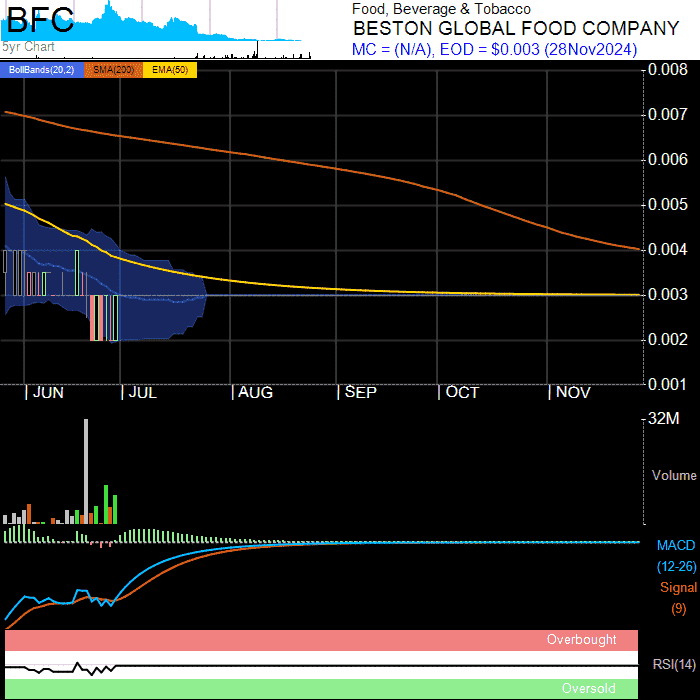 BFC
5yr Chart
Food, Beverage & Tobacco
BESTON GLOBAL FOOD COMPANY
MC = (N/A), EOD = $0.003 (28Nov2024)
BollBands(20,2) SMA(200) EMA(50)
0.008
0.007
0.006
0.005
0.004
0.003
0.002
0.001
JUN JUL AUG SEP OCT NOV
32M
Volume
MACD
(12-26)
Signal
(9)
Overbought
RSI(14)
Oversold